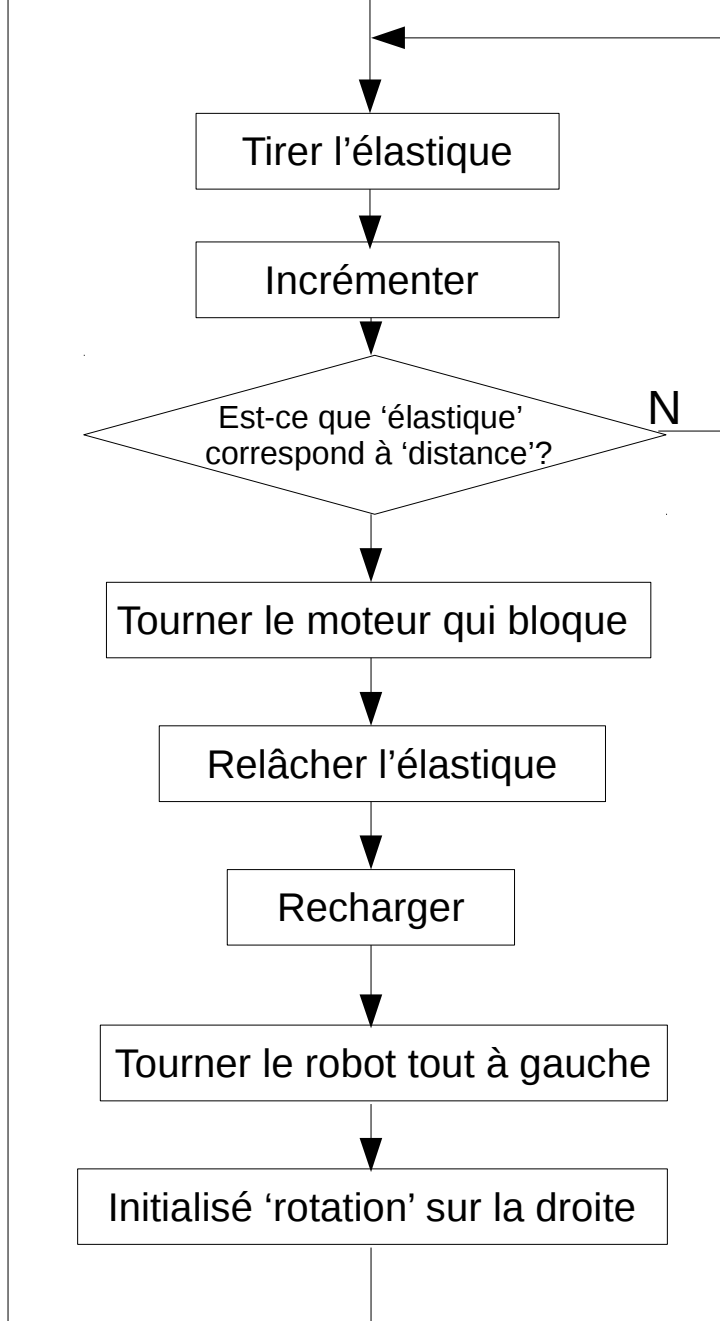 Tirer l’élastique
Incrémenter
Est-ce que ‘élastique’
correspond à ‘distance’?
N
Tourner le moteur qui bloque
Relâcher l’élastique
Recharger
Tourner le robot tout à gauche
Initialisé ‘rotation’ sur la droite